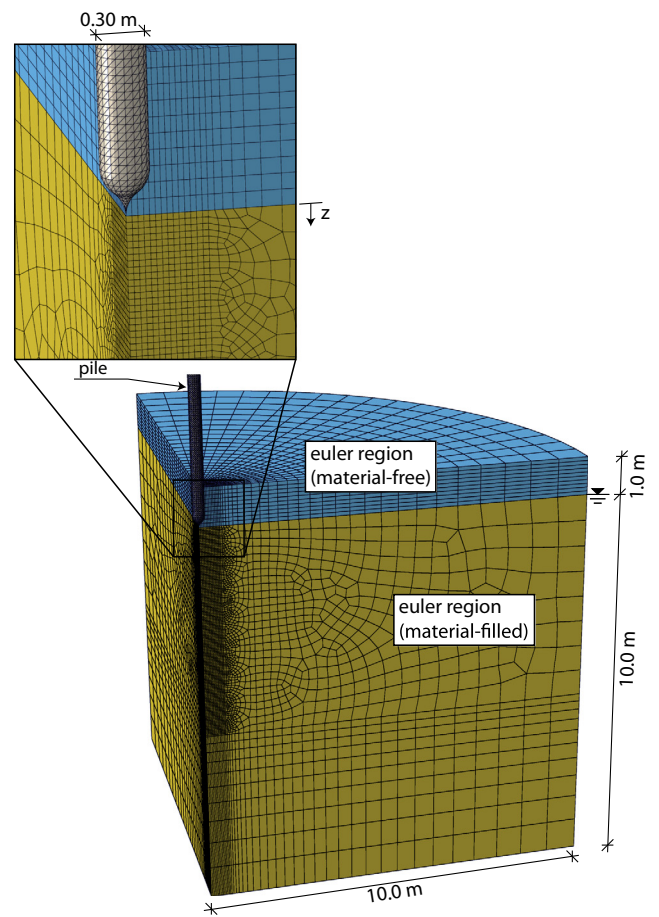 0.30 m
z
pile
euler region
(material-free)
1.0 m
euler region
(material-filled)
10.0 m
10.0 m